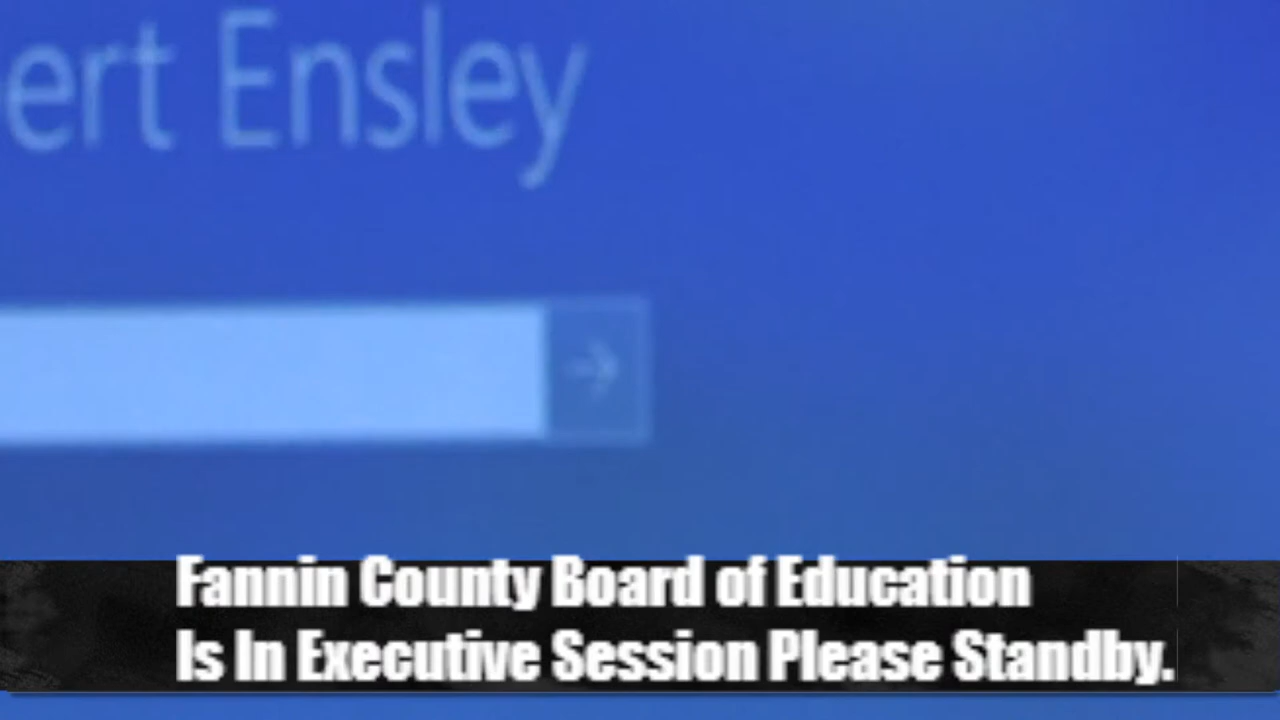 ert Ensley
Fannin County Board of Education
Is In Executive Session Please Standby.